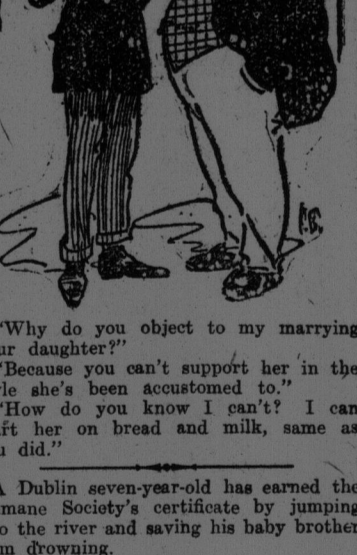 "Why do you object to my marrying
ur daughter?"
"Because you can't support her in the
yle she's been accustomed to."
"How do you know I can't? I can
art her on bread and milk, same as
u did."
A Dublin seven-year-old has earned the
mane Society's certificate by jumping
o the river and saving his baby brother
m drowning.